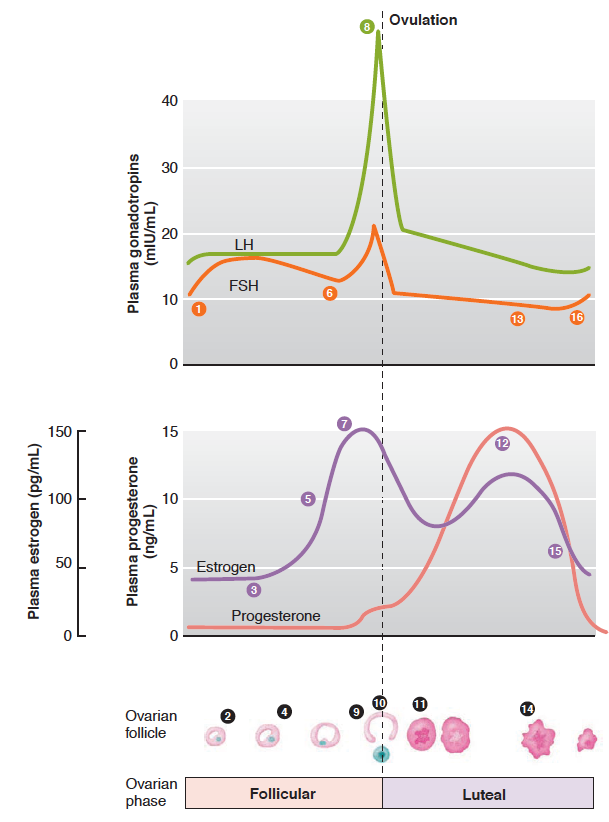 8
Ovulation
40
30
20
10
0
Plasma gonadotropins
(mIU/mL)
LH
FSH
1
6
13
16
150
100
50
0
Plasma estrogen (pg/mL)
15
10
5
0
Plasma progesterone
(ng/mL)
7
5
12
15
Estrogen
3
Progesterone
Ovarian
follicle
2
4
9
10
11
14
Ovarian
phase
Follicular
Luteal